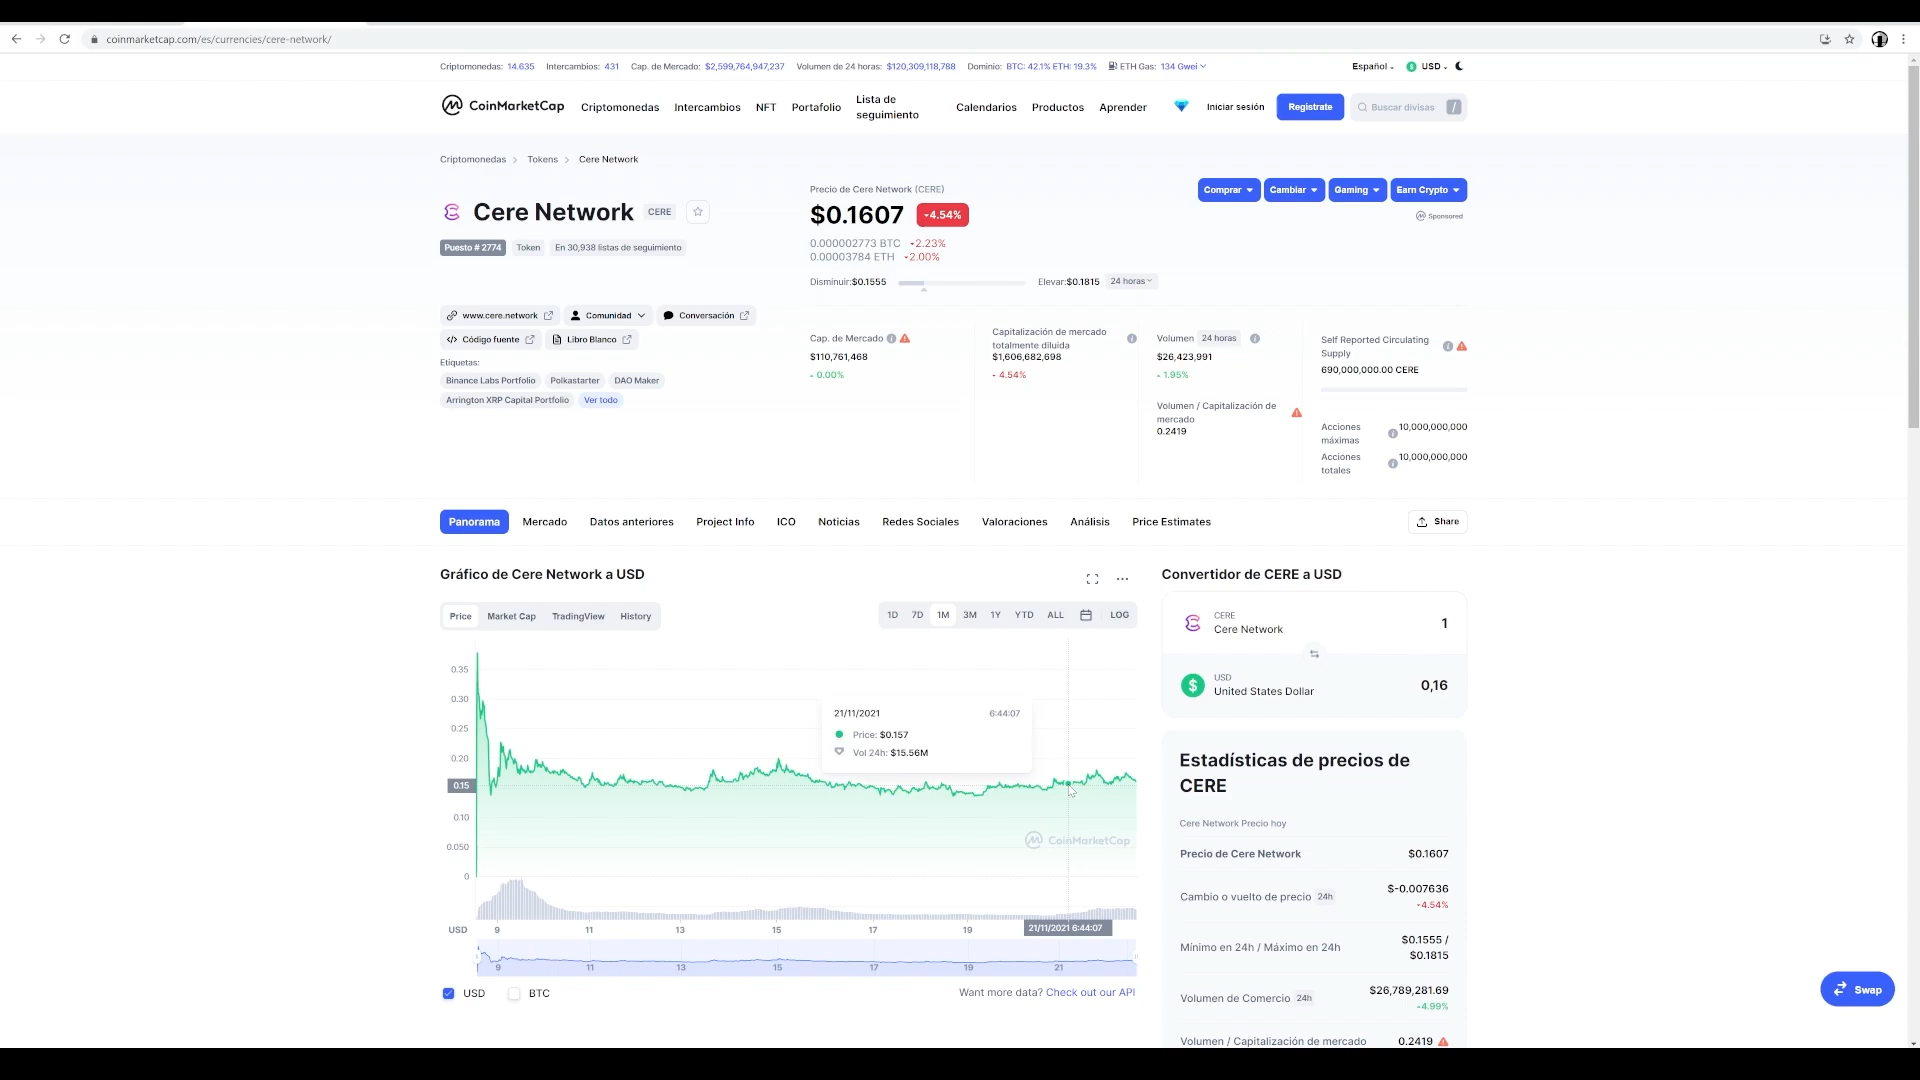 coinmarketcap.com/es/currencies/cere-network/
Criptomonedas: 14.635 Intercambios: 431 Cap. de Mercado: $2,599,764,947,237 Volumen de 24 horas: $120,309,118,788 Dominio: BTC: 42.1% ETH: 19.3% ETH Gas: 134 Gwei Español USD
CoinMarketCap Criptomonedas Intercambios NFT Portafolio Lista de seguimiento Calendarios Productos Aprender Iniciar sesión Regístrate Buscar divisas /
Criptomonedas > Tokens > Cere Network
Cere Network CERE
Puesto # 2774 Token En 30,938 listas de seguimiento
www.cere.network Comunidad Conversación
Código fuente Libro Blanco
Etiquetas:
Binance Labs Portfolio Polkastarter DAO Maker
Arrington XRP Capital Portfolio Ver todo
Precio de Cere Network (CERE)
$0.1607 -4.54%
0.000002773 BTC -2.23%
0.00003784 ETH -2.00%
Disminuir:$0.1555 Elevar:$0.1815 24 horas
Comprar Cambiar Gaming Earn Crypto
Sponsored
Cap. de Mercado
$110,761,468
0.00%
Capitalización de mercado
totalmente diluida
$1,606,682,698
4.54%
Volumen 24 horas
$26,423,991
1.95%
Volumen / Capitalización de
mercado
0.2419
Self Reported Circulating
Supply
690,000,000.00 CERE
Acciones
máximas
10,000,000,000
Acciones
totales
10,000,000,000
Panorama Mercado Datos anteriores Project Info ICO Noticias Redes Sociales Valoraciones Análisis Price Estimates Share
Gráfico de Cere Network a USD
Price Market Cap TradingView History 1D 7D 1M 3M 1Y YTD ALL LOG
0.35
0.30
0.25
0.20
0.15
0.10
0.050
0
21/11/2021 6:44:07
Price: $0.157
Vol 24h: $15.56M
CoinMarketCap
USD 9 11 13 15 17 19 21/11/2021 6:44:07
9 11 13 15 17 19 21
USD BTC
Want more data? Check out our API
Convertidor de CERE a USD
CERE
Cere Network 1
USD
United States Dollar 0,16
Estadísticas de precios de
CERE
Cere Network Precio hoy
Precio de Cere Network $0.1607
Cambio o vuelto de precio 24h $-0.007636
4.54%
Mínimo en 24h / Máximo en 24h $0.1555 /
$0.1815
Volumen de Comercio 24h $26,789,281.69
4.99%
Volumen / Capitalización de mercado 0.2419
Swap